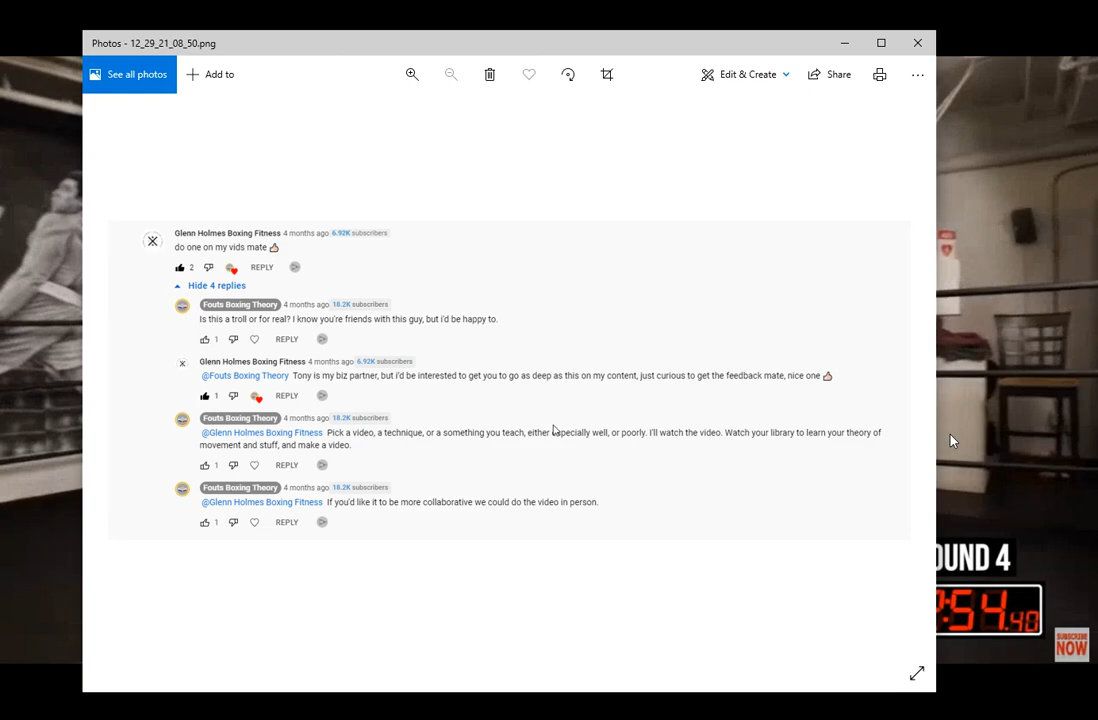 Photos - 12_29_21_08_50.png
See all photos
Add to
Edit & Create
Share
Glenn Holmes Boxing Fitness 4 months ago 6.92K subscribers
do one on my vids mate 👍🏻
2 REPLY
Hide 4 replies
Fouts Boxing Theory 4 months ago 18.2K subscribers
Is this a troll or for real? I know you're friends with this guy, but i'd be happy to.
1 REPLY
Glenn Holmes Boxing Fitness 4 months ago 6.92K subscribers
@Fouts Boxing Theory Tony is my biz partner, but i'd be interested to get you to go as deep as this on my content, just curious to get the feedback mate, nice one 👍🏻
1 REPLY
Fouts Boxing Theory 4 months ago 18.2K subscribers
@Glenn Holmes Boxing Fitness Pick a video, a technique, or a something you teach, either especially well, or poorly. I'll watch the video. Watch your library to learn your theory of
movement and stuff, and make a video.
1 REPLY
Fouts Boxing Theory 4 months ago 18.2K subscribers
@Glenn Holmes Boxing Fitness If you'd like it to be more collaborative we could do the video in person.
1 REPLY
OUND 4
:54.40
SUBSCRIBE
NOW